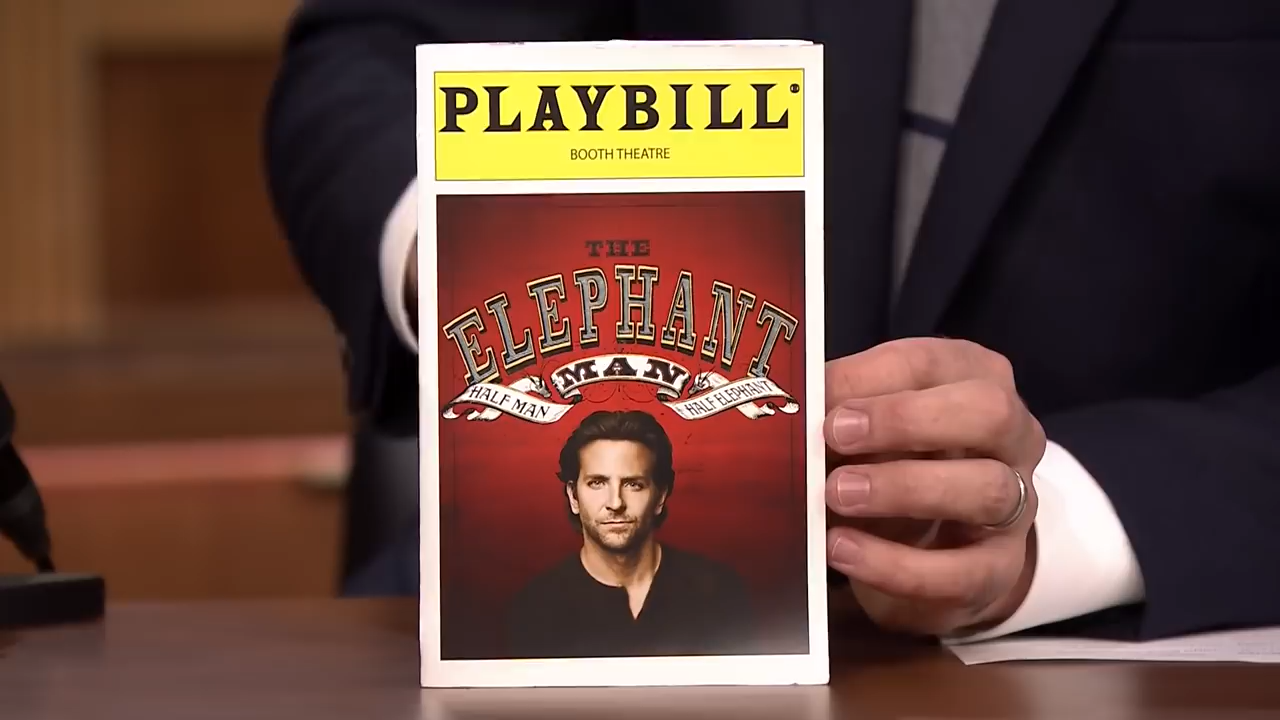 PLAYBILL
BOOTH THEATRE
THE
ELEPHANT
MAN
HALF MAN
HALF ELEPHANT